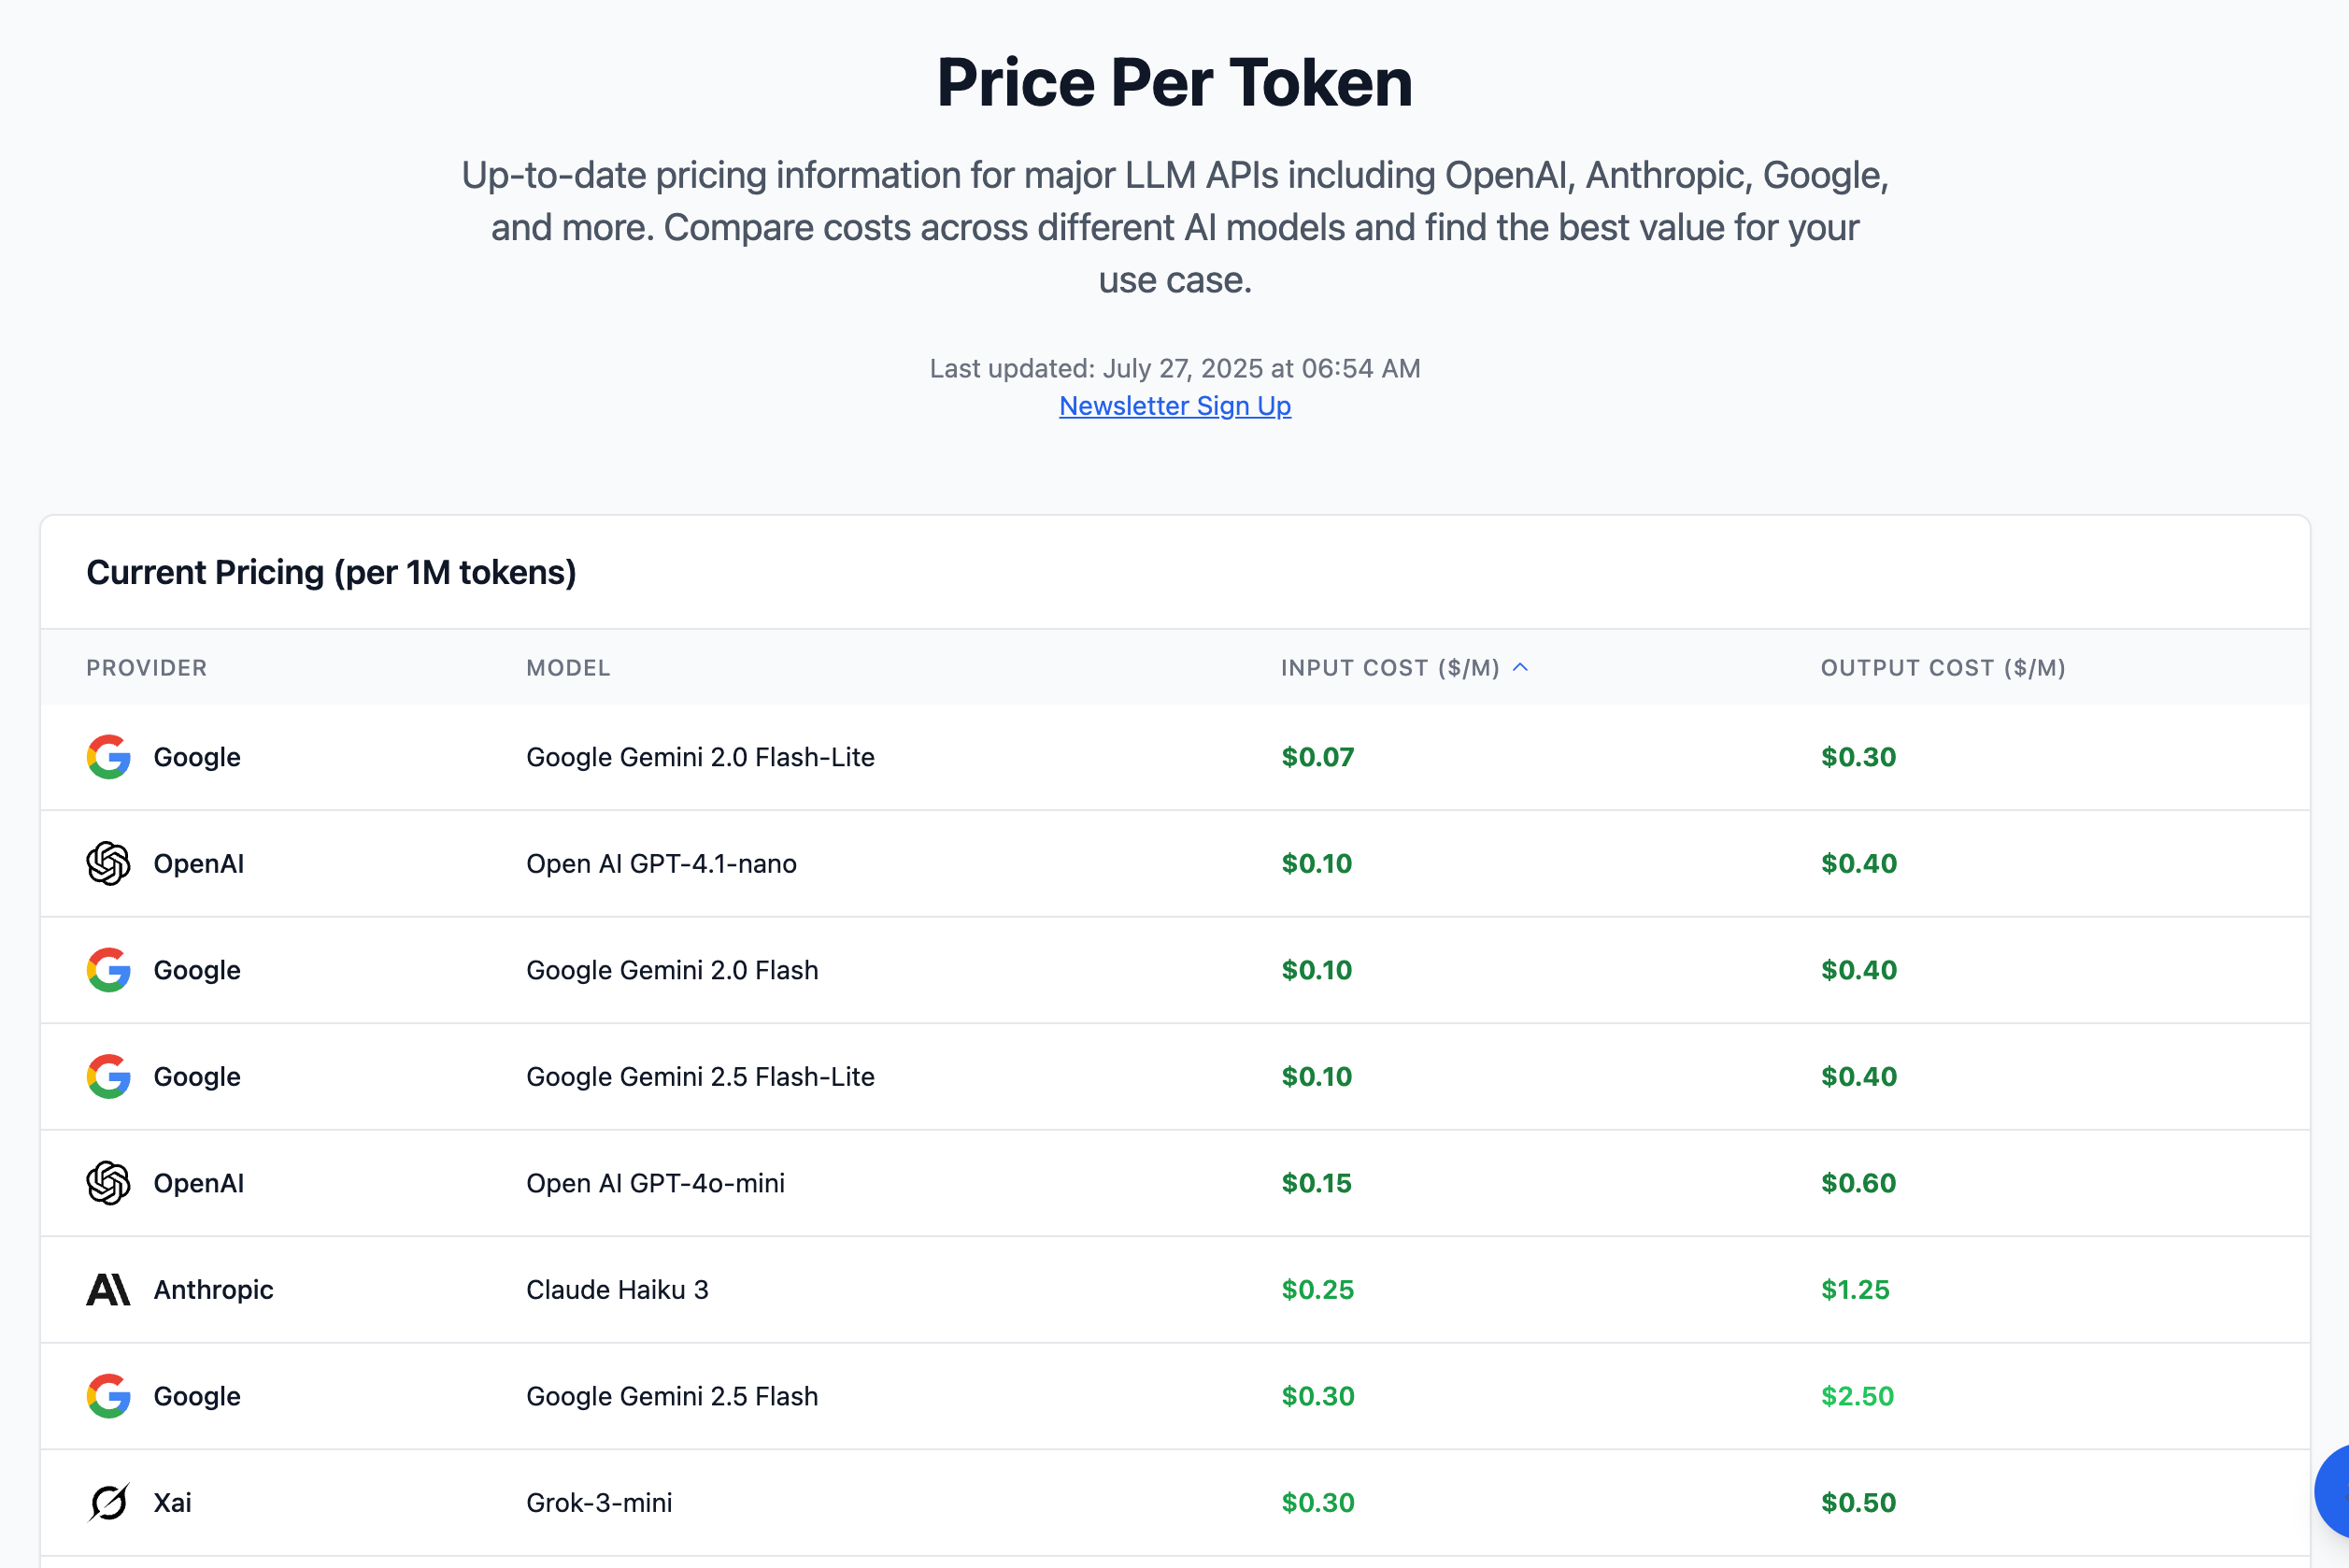 Price Per Token
Up-to-date pricing information for major LLM APIs including OpenAI, Anthropic, Google,
and more. Compare costs across different AI models and find the best value for your
use case.
Last updated: July 27, 2025 at 06:54 AM
Newsletter Sign Up
Current Pricing (per 1M tokens)
PROVIDER MODEL INPUT COST ($/M) OUTPUT COST ($/M)
Google Google Gemini 2.0 Flash-Lite $0.07 $0.30
OpenAI Open AI GPT-4.1-nano $0.10 $0.40
Google Google Gemini 2.0 Flash $0.10 $0.40
Google Google Gemini 2.5 Flash-Lite $0.10 $0.40
OpenAI Open AI GPT-4o-mini $0.15 $0.60
Anthropic Claude Haiku 3 $0.25 $1.25
Google Google Gemini 2.5 Flash $0.30 $2.50
Xai Grok-3-mini $0.30 $0.50